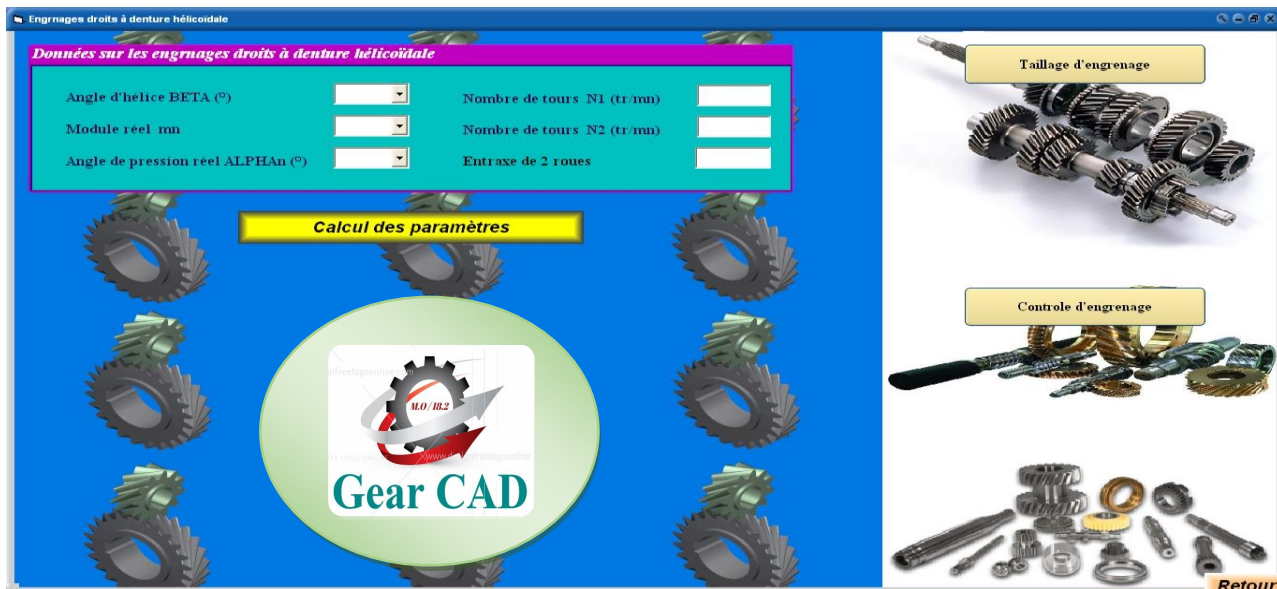 Engrnages droits à denture hélicoïdale
Données sur les engrnages droits à denture hélicoïdale
Angle d'hélice BETA (°)
Module réel mn
Angle de pression réel ALPHAn (°)
Nombre de tours N1 (tr/mn)
Nombre de tours N2 (tr/mn)
Entraxe de 2 roues
Calcul des paramètres
M.O/18.2
Gear CAD
Taillage d'engrenage
Controle d'engrenage
Retour